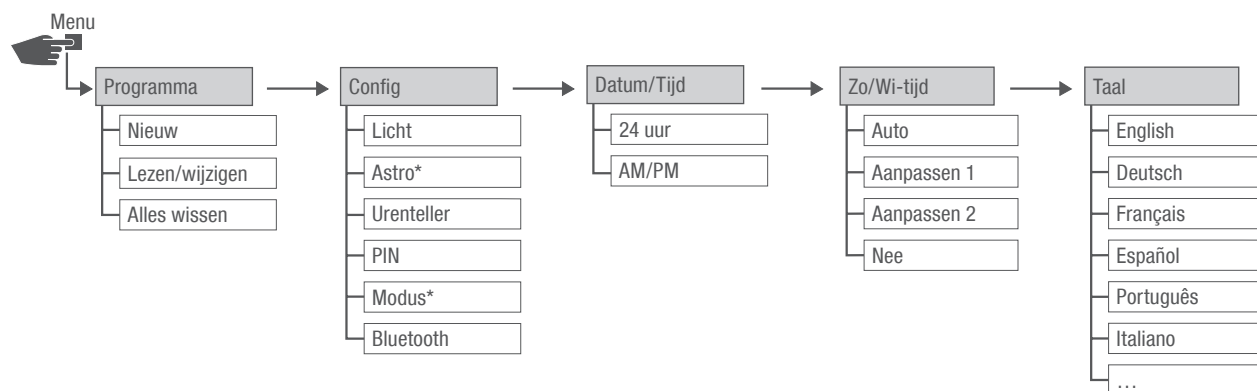 Menu
Programma
Nieuw
Lezen/wijzigen
Alles wissen
Config
Licht
Astro*
Urenteller
PIN
Modus*
Bluetooth
Datum/Tijd
24 uur
AM/PM
Zo/Wi-tijd
Auto
Aanpassen 1
Aanpassen 2
Nee
Taal
English
Deutsch
Français
Español
Português
Italiano
…